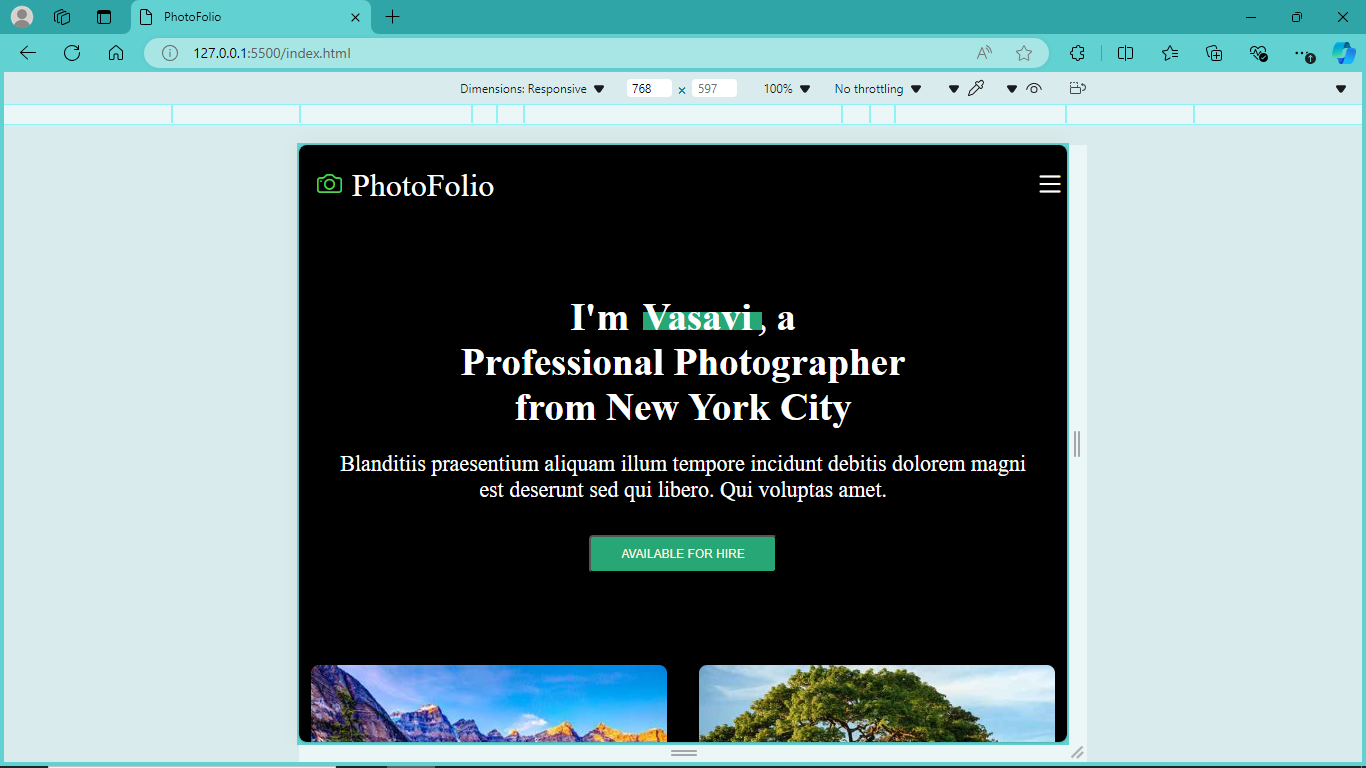 PhotoFolio
127.0.0.1:5500/index.html
Dimensions: Responsive 768 × 597 100% No throttling
PhotoFolio
I'm Vasavi , a
Professional Photographer
from New York City
Blanditiis praesentium aliquam illum tempore incidunt debitis dolorem magni
est deserunt sed qui libero. Qui voluptas amet.
AVAILABLE FOR HIRE